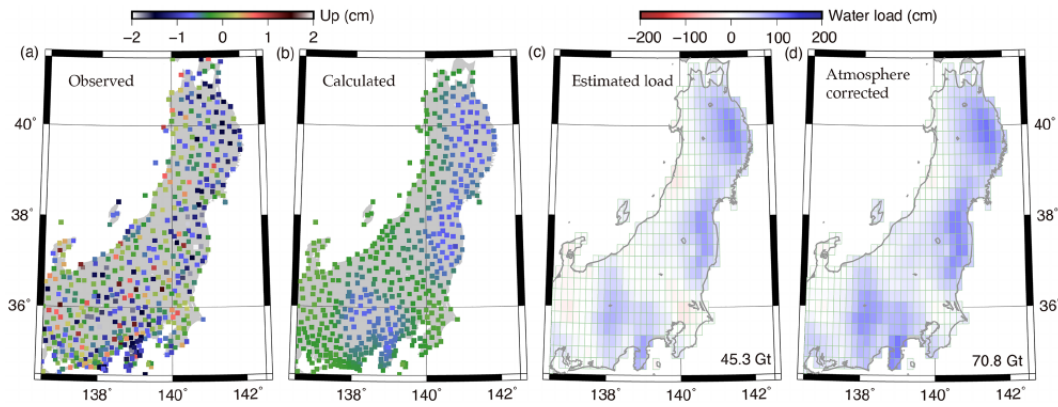 Up (cm)
−2 −1 0 1 2
Water load (cm)
−200 −100 0 100 200
(a) Observed
(b) Calculated
(c) Estimated load
(d) Atmosphere
corrected
40°
38°
36°
40°
38°
36°
45.3 Gt
70.8 Gt
138° 140° 142°
138° 140° 142°
138° 140° 142°
138° 140° 142°